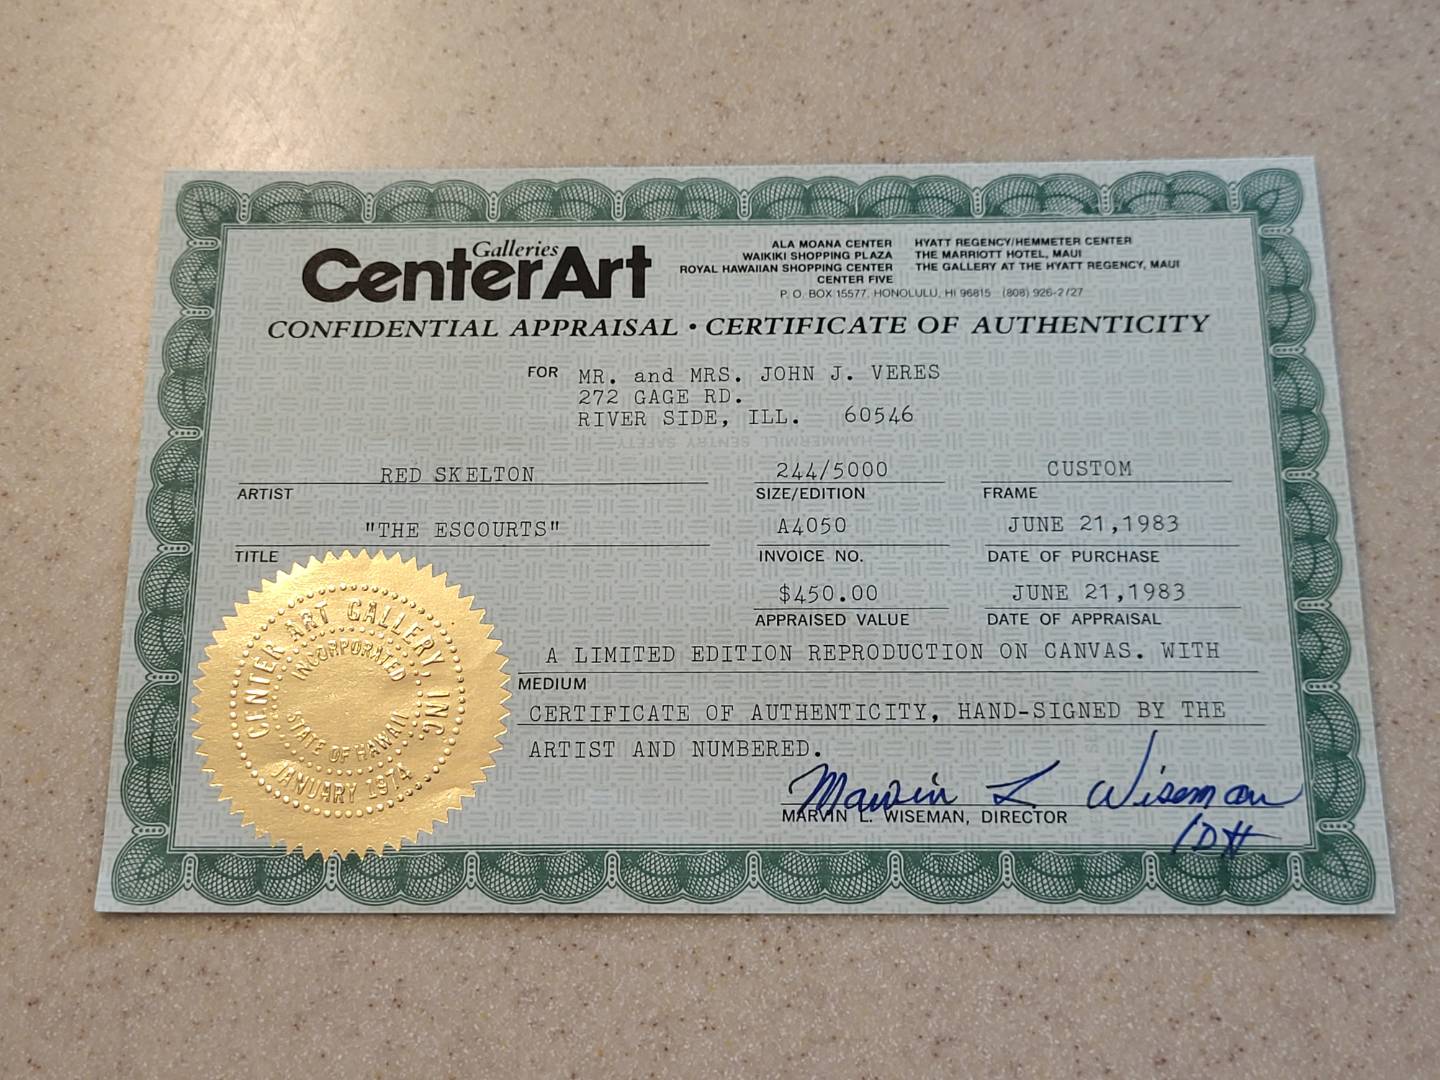 Galleries
CenterArt
ALA MOANA CENTER
WAIKIKI SHOPPING PLAZA
ROYAL HAWAIIAN SHOPPING CENTER
CENTER FIVE
HYATT REGENCY/HEMMETER CENTER
THE MARRIOTT HOTEL, MAUI
THE GALLERY AT THE HYATT REGENCY, MAUI
P. O. BOX 15577, HONOLULU, HI 96815 (808) 926-2727
CONFIDENTIAL APPRAISAL • CERTIFICATE OF AUTHENTICITY
FOR MR. and MRS. JOHN J. VERES
272 GAGE RD.
RIVER SIDE, ILL. 60546
HAMMERMILL SENTRY SAFETY
RED SKELTON 244/5000 CUSTOM
ARTIST SIZE/EDITION FRAME
"THE ESCOURTS" A4050 JUNE 21,1983
TITLE INVOICE NO. DATE OF PURCHASE
$450.00 JUNE 21,1983
APPRAISED VALUE DATE OF APPRAISAL
A LIMITED EDITION REPRODUCTION ON CANVAS. WITH
MEDIUM
CERTIFICATE OF AUTHENTICITY, HAND-SIGNED BY THE
ARTIST AND NUMBERED.
Marvin L Wiseman
MARVIN L. WISEMAN, DIRECTOR
/DH
CENTER ART GALLERY, INC.
INCORPORATED
STATE OF HAWAII
JANUARY 1974